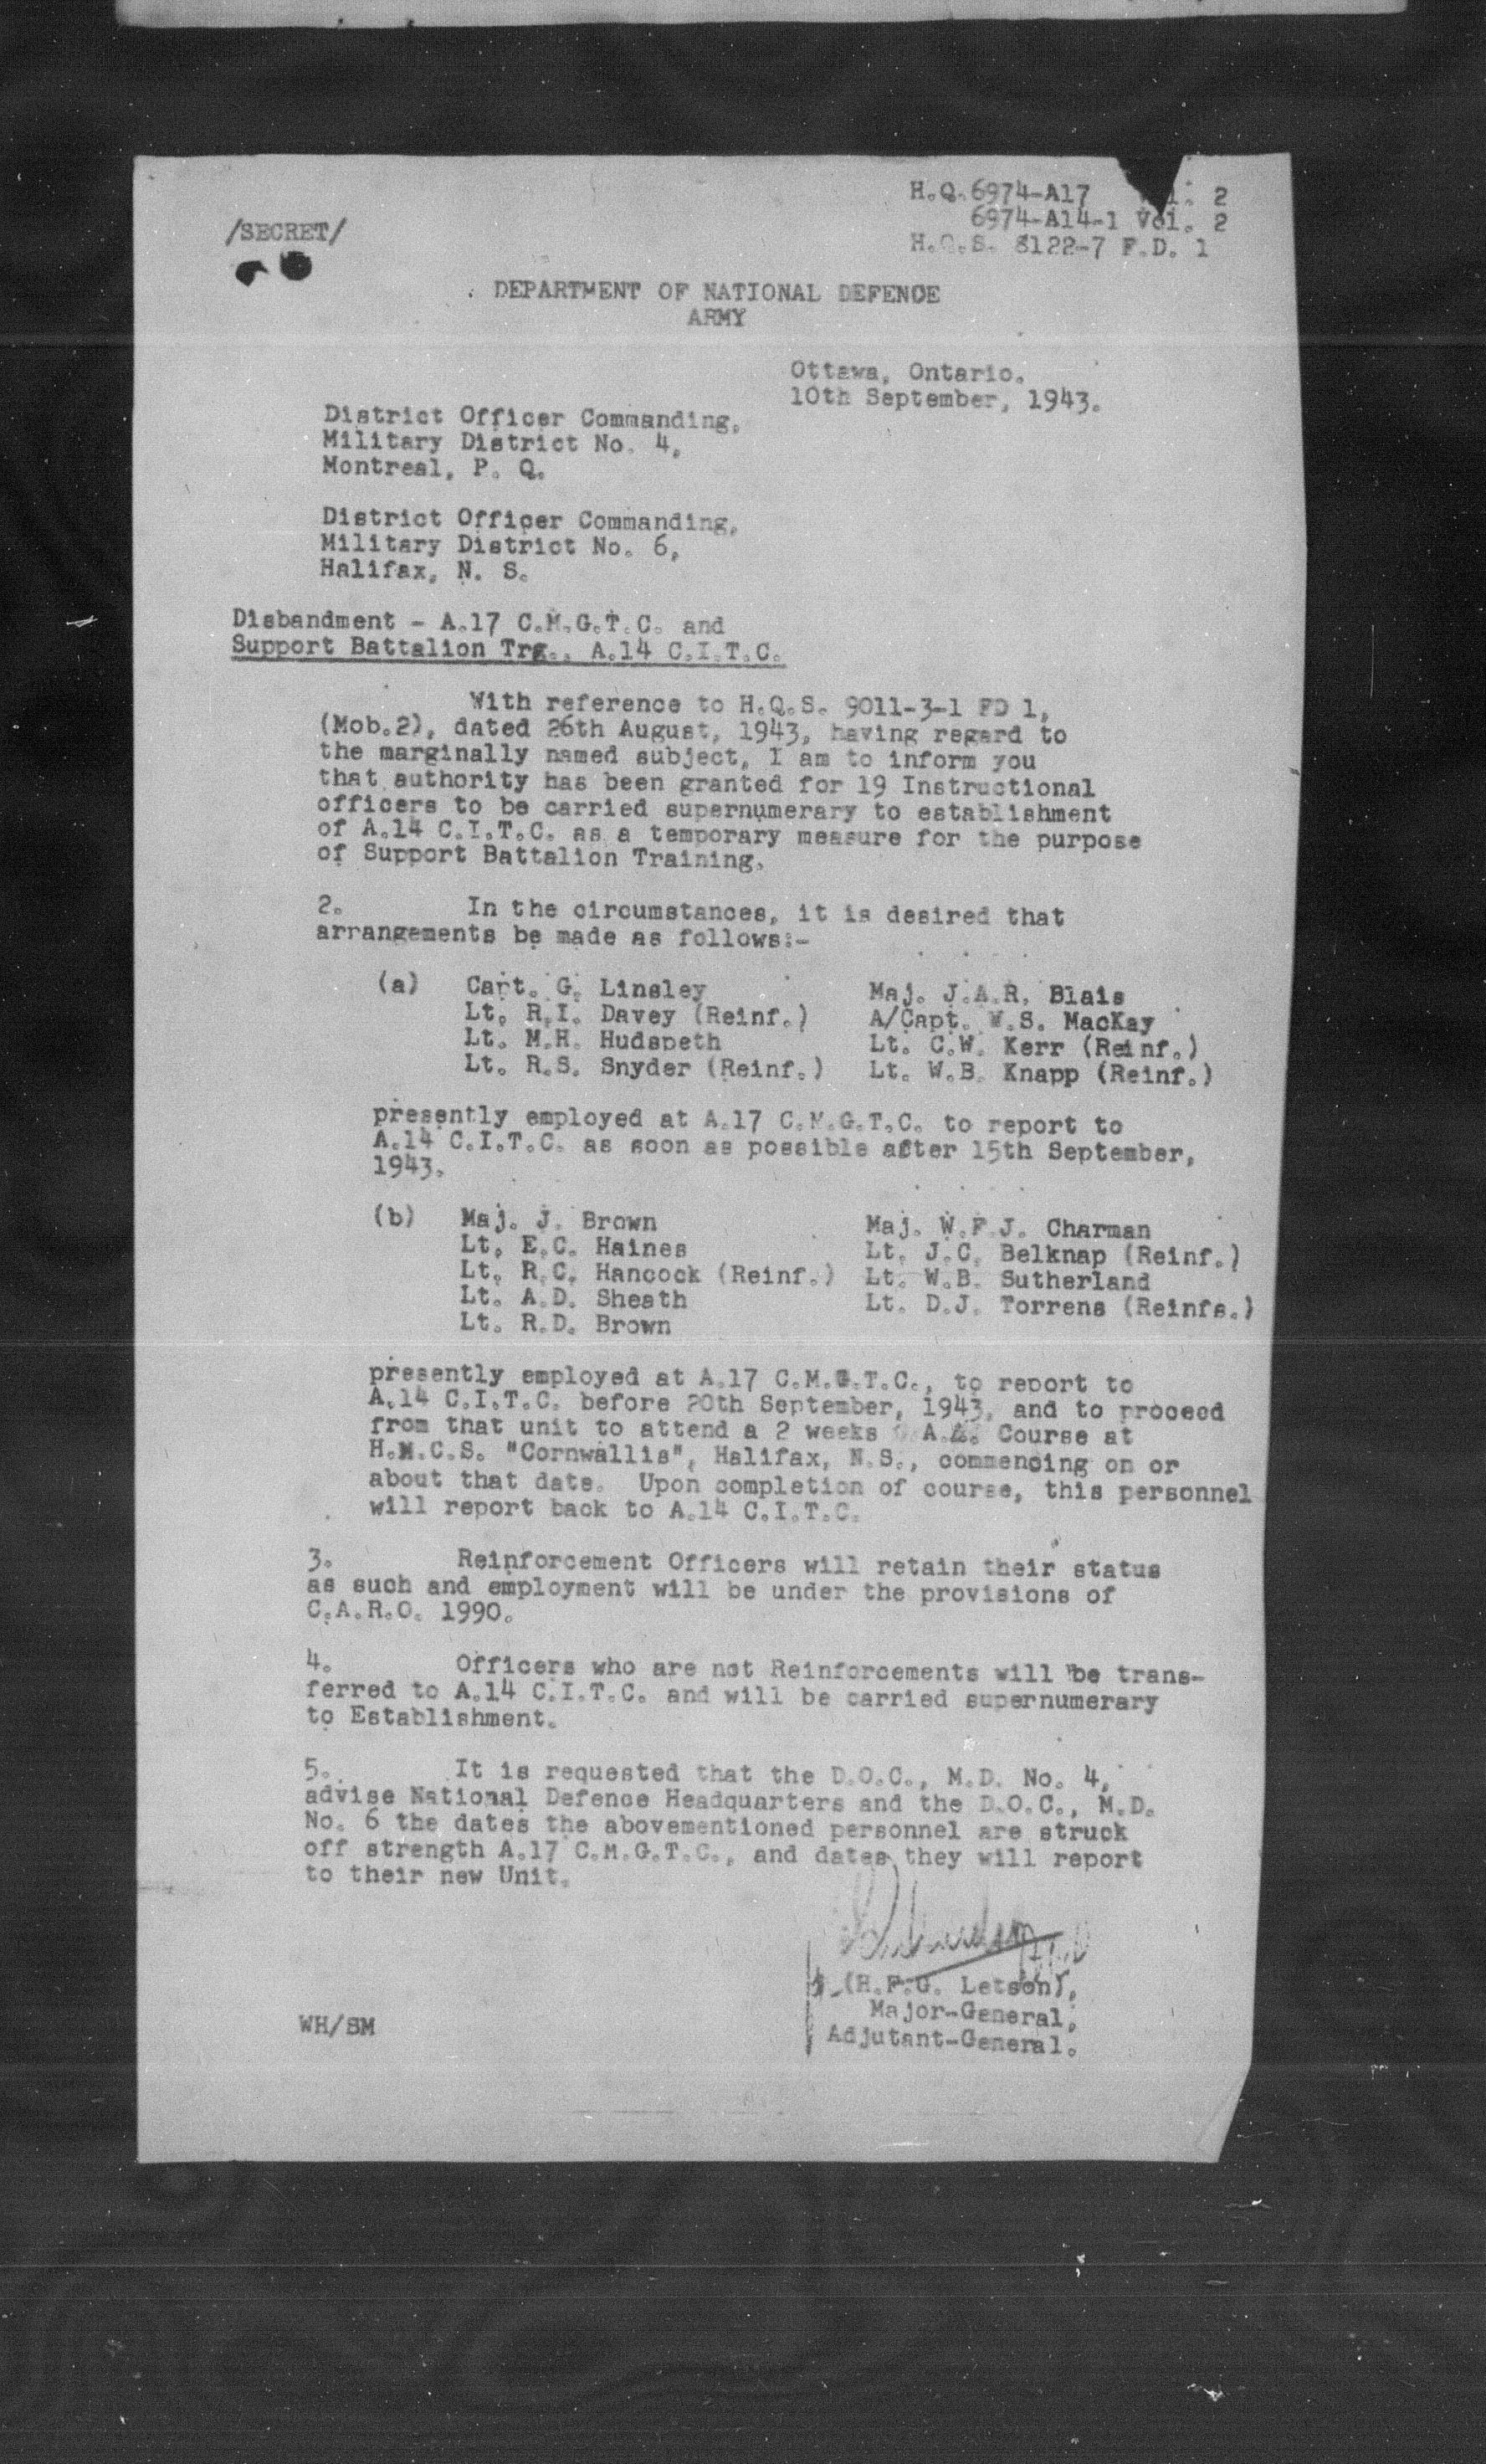 H.Q. 6974-A17 2
6974-A14-1 Vol. 2
H.Q.S. 8122-7 F.D. 1
/SECRET/
DEPARTMENT OF NATIONAL DEFENCE
ARMY
Ottawa, Ontario.
10th September, 1943.
District Officer Commanding,
Military District No. 4,
Montreal, P. Q.
District Officer Commanding,
Military District No. 6,
Halifax, N. S.
Disbandment - A.17 C.M.G.T.C. and
Support Battalion Trg., A.14 C.I.T.C.
With reference to H.Q.S. 9011-3-1 FD 1,
(Mob.2), dated 26th August, 1943, having regard to
the marginally named subject, I am to inform you
that authority has been granted for 19 Instructional
officers to be carried supernumerary to establishment
of A.14 C.I.T.C. as a temporary measure for the purpose
of Support Battalion Training.
2. In the circumstances, it is desired that
arrangements be made as follows:-
(a) Capt. G. Linsley Maj. J.A.R. Blais
Lt. R.I. Davey (Reinf.) A/Capt. W.S. MacKay
Lt. M.H. Hudspeth Lt. C.W. Kerr (Reinf.)
Lt. R.S. Snyder (Reinf.) Lt. W.B. Knapp (Reinf.)
presently employed at A.17 C.M.G.T.C. to report to
A.14 C.I.T.C. as soon as possible after 15th September,
1943.
(b) Maj. J. Brown Maj. W.F.J. Charman
Lt. E.C. Haines Lt. J.C. Belknap (Reinf.)
Lt. R.C. Hancock (Reinf.) Lt. W.B. Sutherland
Lt. A.D. Sheath Lt. D.J. Torrens (Reinfs.)
Lt. R.D. Brown
presently employed at A.17 C.M.G.T.C., to report to
A.14 C.I.T.C. before 20th September, 1943, and to proceed
from that unit to attend a 2 weeks Course at
H.M.C.S. "Cornwallis", Halifax, N.S., commencing on or
about that date. Upon completion of course, this personnel
will report back to A.14 C.I.T.C.
3. Reinforcement Officers will retain their status
as such and employment will be under the provisions of
C.A.R.O. 1990.
4. Officers who are not Reinforcements will be trans-
ferred to A.14 C.I.T.C. and will be carried supernumerary
to Establishment.
5. It is requested that the D.O.C., M.D. No. 4,
advise National Defence Headquarters and the D.O.C., M.D.
No. 6 the dates the abovementioned personnel are struck
off strength A.17 C.M.G.T.C., and dates they will report
to their new Unit.
(H.F.G. Letson),
Major-General,
Adjutant-General.
WH/SM